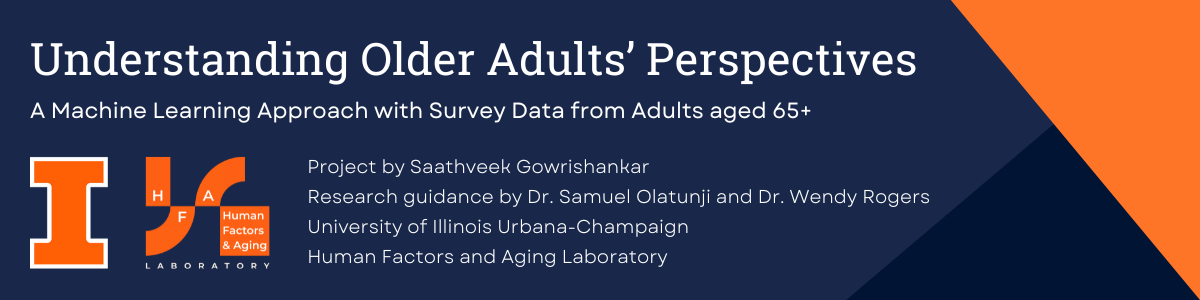 Understanding Older Adults’ Perspectives
A Machine Learning Approach with Survey Data from Adults aged 65+
I
H A
F
Human
Factors
& Aging
LABORATORY
Project by Saathveek Gowrishankar
Research guidance by Dr. Samuel Olatunji and Dr. Wendy Rogers
University of Illinois Urbana-Champaign
Human Factors and Aging Laboratory